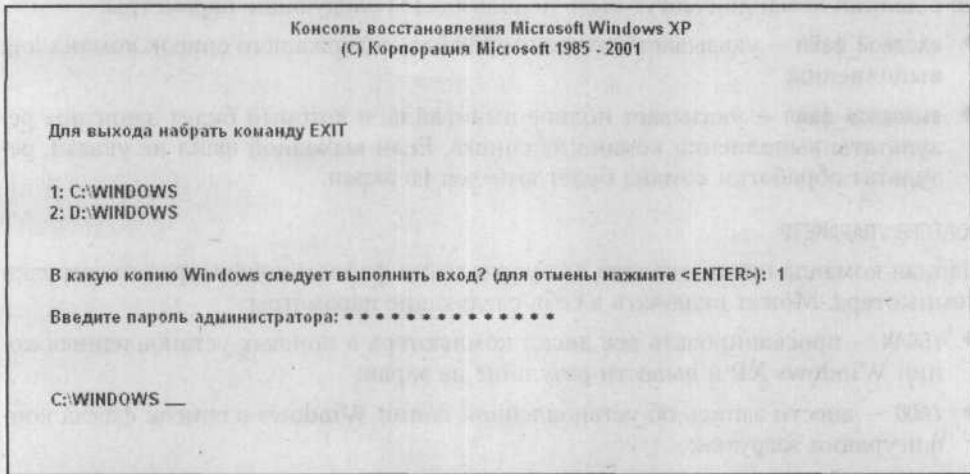 Консоль восстановления Microsoft Windows XP
(C) Корпорация Microsoft 1985 - 2001
Для выхода набрать команду EXIT
1: C:\WINDOWS
2: D:\WINDOWS
В какую копию Windows следует выполнить вход? (для отмены нажмите <ENTER>): 1
Введите пароль администратора: • • • • • • • • • • • • • • •
C:\WINDOWS __